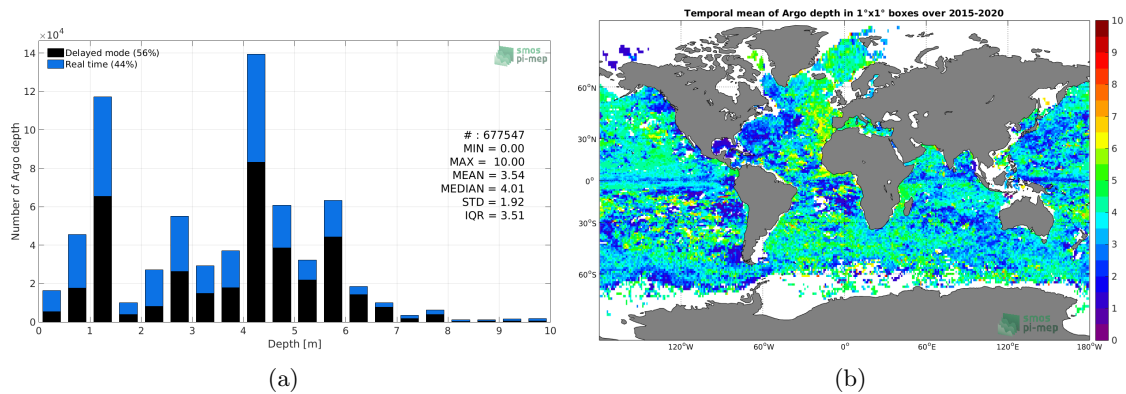 ×10⁴
Delayed mode (56%)
Real time (44%)
smos
pi-mep
14
12
10
8
6
4
2
0
Number of Argo depth
# : 677547
MIN = 0.00
MAX = 10.00
MEAN = 3.54
MEDIAN = 4.01
STD = 1.92
IQR = 3.51
0 1 2 3 4 5 6 7 8 9 10
Depth [m]
(a)
Temporal mean of Argo depth in 1°x1° boxes over 2015-2020
60°N
30°N
0°
30°S
60°S
120°W 60°W 0° 60°E 120°E 180°W
smos
pi-mep
10
9
8
7
6
5
4
3
2
1
0
(b)